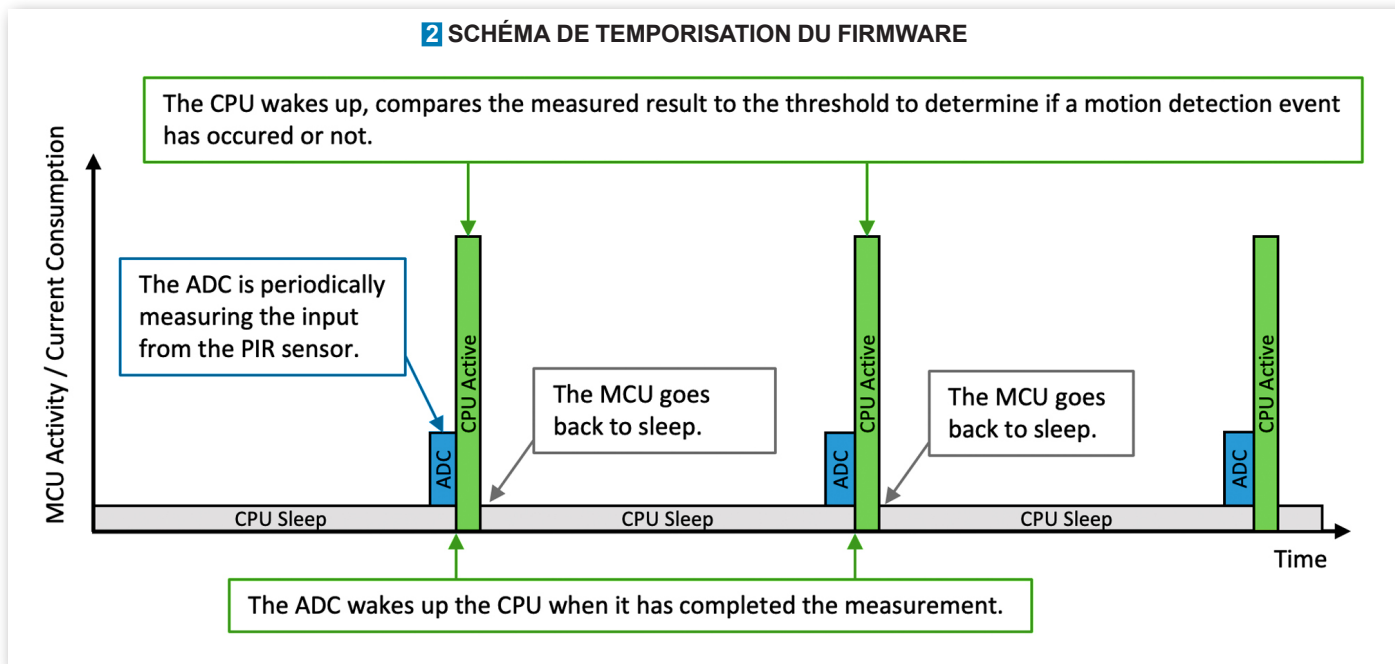 2 SCHÉMA DE TEMPORISATION DU FIRMWARE
The CPU wakes up, compares the measured result to the threshold to determine if a motion detection event
has occured or not.
MCU Activity / Current Consumption
The ADC is periodically
measuring the input
from the PIR sensor.
The MCU goes
back to sleep.
The MCU goes
back to sleep.
ADC
CPU Active
ADC
CPU Active
ADC
CPU Active
CPU Sleep
CPU Sleep
CPU Sleep
Time
The ADC wakes up the CPU when it has completed the measurement.